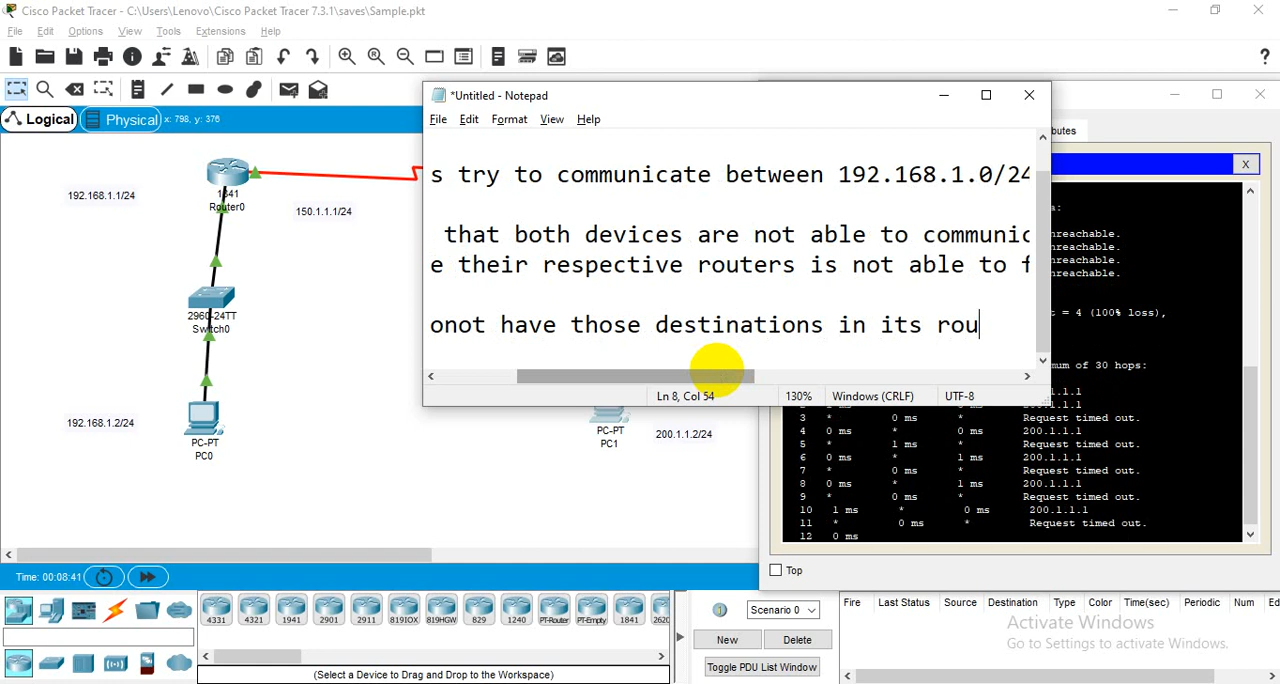 Cisco Packet Tracer - C:\Users\Lenovo\Cisco Packet Tracer 7.3.1\saves\Sample.pkt
File Edit Options View Tools Extensions Help
Logical Physical x: 798, y: 376
192.168.1.1/24
1841
Router0
150.1.1.1/24
2960-24TT
Switch0
192.168.1.2/24
PC-PT
PC0
*Untitled - Notepad
File Edit Format View Help
s try to communicate between 192.168.1.0/24
that both devices are not able to communic
e their respective routers is not able to f
onot have those destinations in its rou
Ln 8, Col 54 130% Windows (CRLF) UTF-8
PC-PT
PC1
200.1.1.2/24
butes
X
a:
nreachable.
nreachable.
nreachable.
nreachable.
t = 4 (100% loss),
mum of 30 hops:
.1.1
3 * 0 ms * Request timed out.
4 0 ms * 0 ms 200.1.1.1
5 * 1 ms * Request timed out.
6 0 ms * 1 ms 200.1.1.1
7 * 0 ms * Request timed out.
8 0 ms * 1 ms 200.1.1.1
9 * 0 ms * Request timed out.
10 1 ms * 0 ms 200.1.1.1
11 * 0 ms * Request timed out.
12 0 ms
Top
Time: 00:08:41
4331 4321 1941 2901 2911 819IOX 819HGW 829 1240 PT-Router PT-Empty 1841 2620
(Select a Device to Drag and Drop to the Workspace)
Scenario 0
New Delete
Toggle PDU List Window
Fire Last Status Source Destination Type Color Time(sec) Periodic Num Ed
Activate Windows
Go to Settings to activate Windows.